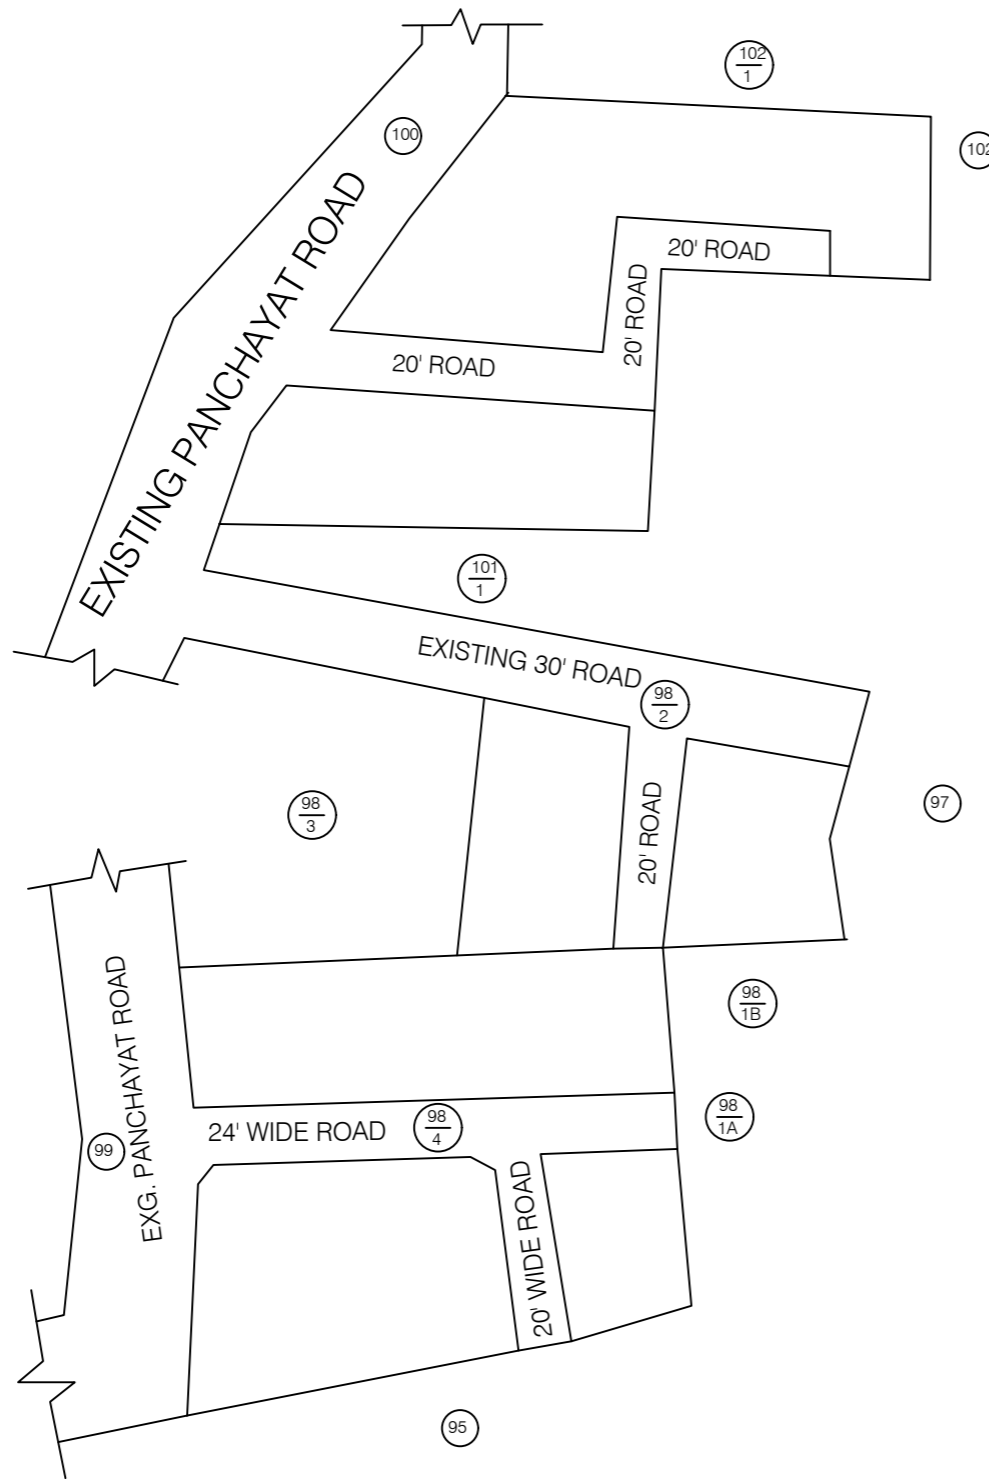 102
1
100
102
20' ROAD
20' ROAD
20' ROAD
EXISTING PANCHAYAT ROAD
101
1
EXISTING 30' ROAD
98
2
98
3
20' ROAD
97
EXG. PANCHAYAT ROAD
98
1B
98
1A
24' WIDE ROAD
98
4
99
20' WIDE ROAD
95